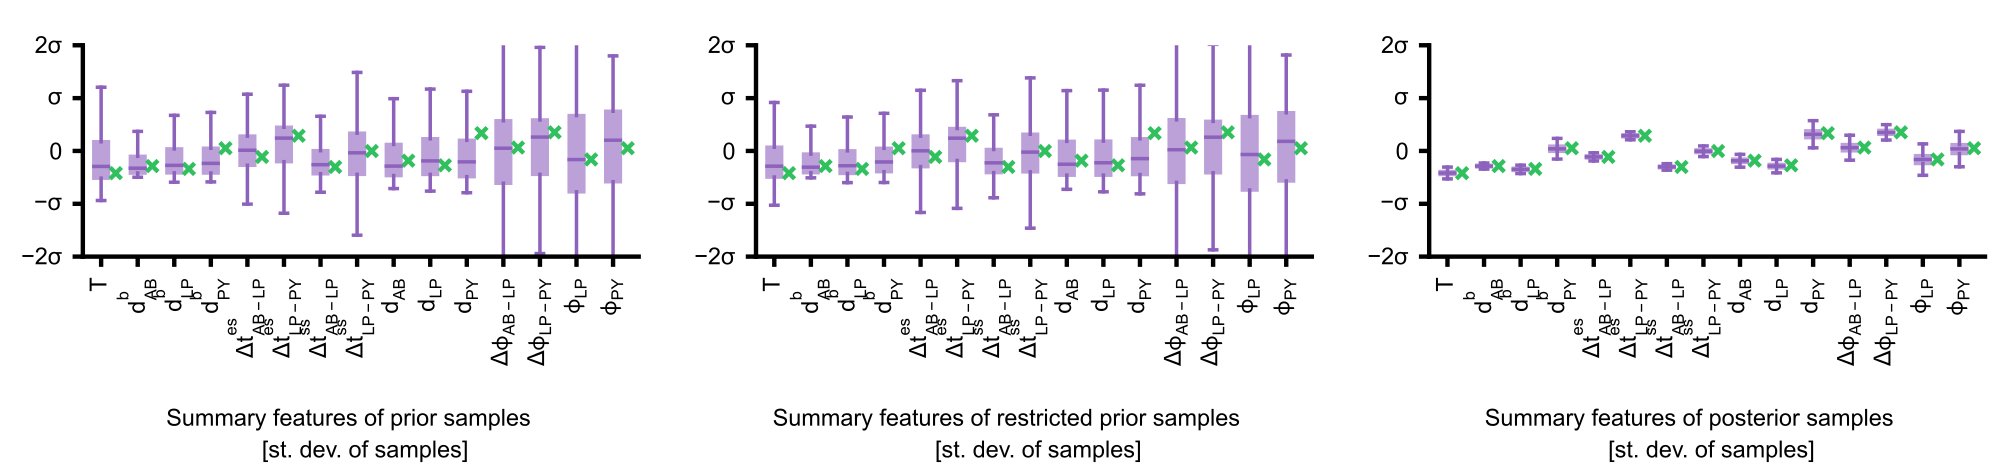 2σ
σ
0
−σ
−2σ
T
d^b_AB
d^b_LP
d^b_PY
Δt^es_AB−LP
Δt^es_LP−PY
Δt^ss_AB−LP
Δt^ss_LP−PY
d_AB
d_LP
d_PY
Δϕ_AB−LP
Δϕ_LP−PY
ϕ_LP
ϕ_PY
Summary features of prior samples
[st. dev. of samples]
2σ
σ
0
−σ
−2σ
T
d^b_AB
d^b_LP
d^b_PY
Δt^es_AB−LP
Δt^es_LP−PY
Δt^ss_AB−LP
Δt^ss_LP−PY
d_AB
d_LP
d_PY
Δϕ_AB−LP
Δϕ_LP−PY
ϕ_LP
ϕ_PY
Summary features of restricted prior samples
[st. dev. of samples]
2σ
σ
0
−σ
−2σ
T
d^b_AB
d^b_LP
d^b_PY
Δt^es_AB−LP
Δt^es_LP−PY
Δt^ss_AB−LP
Δt^ss_LP−PY
d_AB
d_LP
d_PY
Δϕ_AB−LP
Δϕ_LP−PY
ϕ_LP
ϕ_PY
Summary features of posterior samples
[st. dev. of samples]